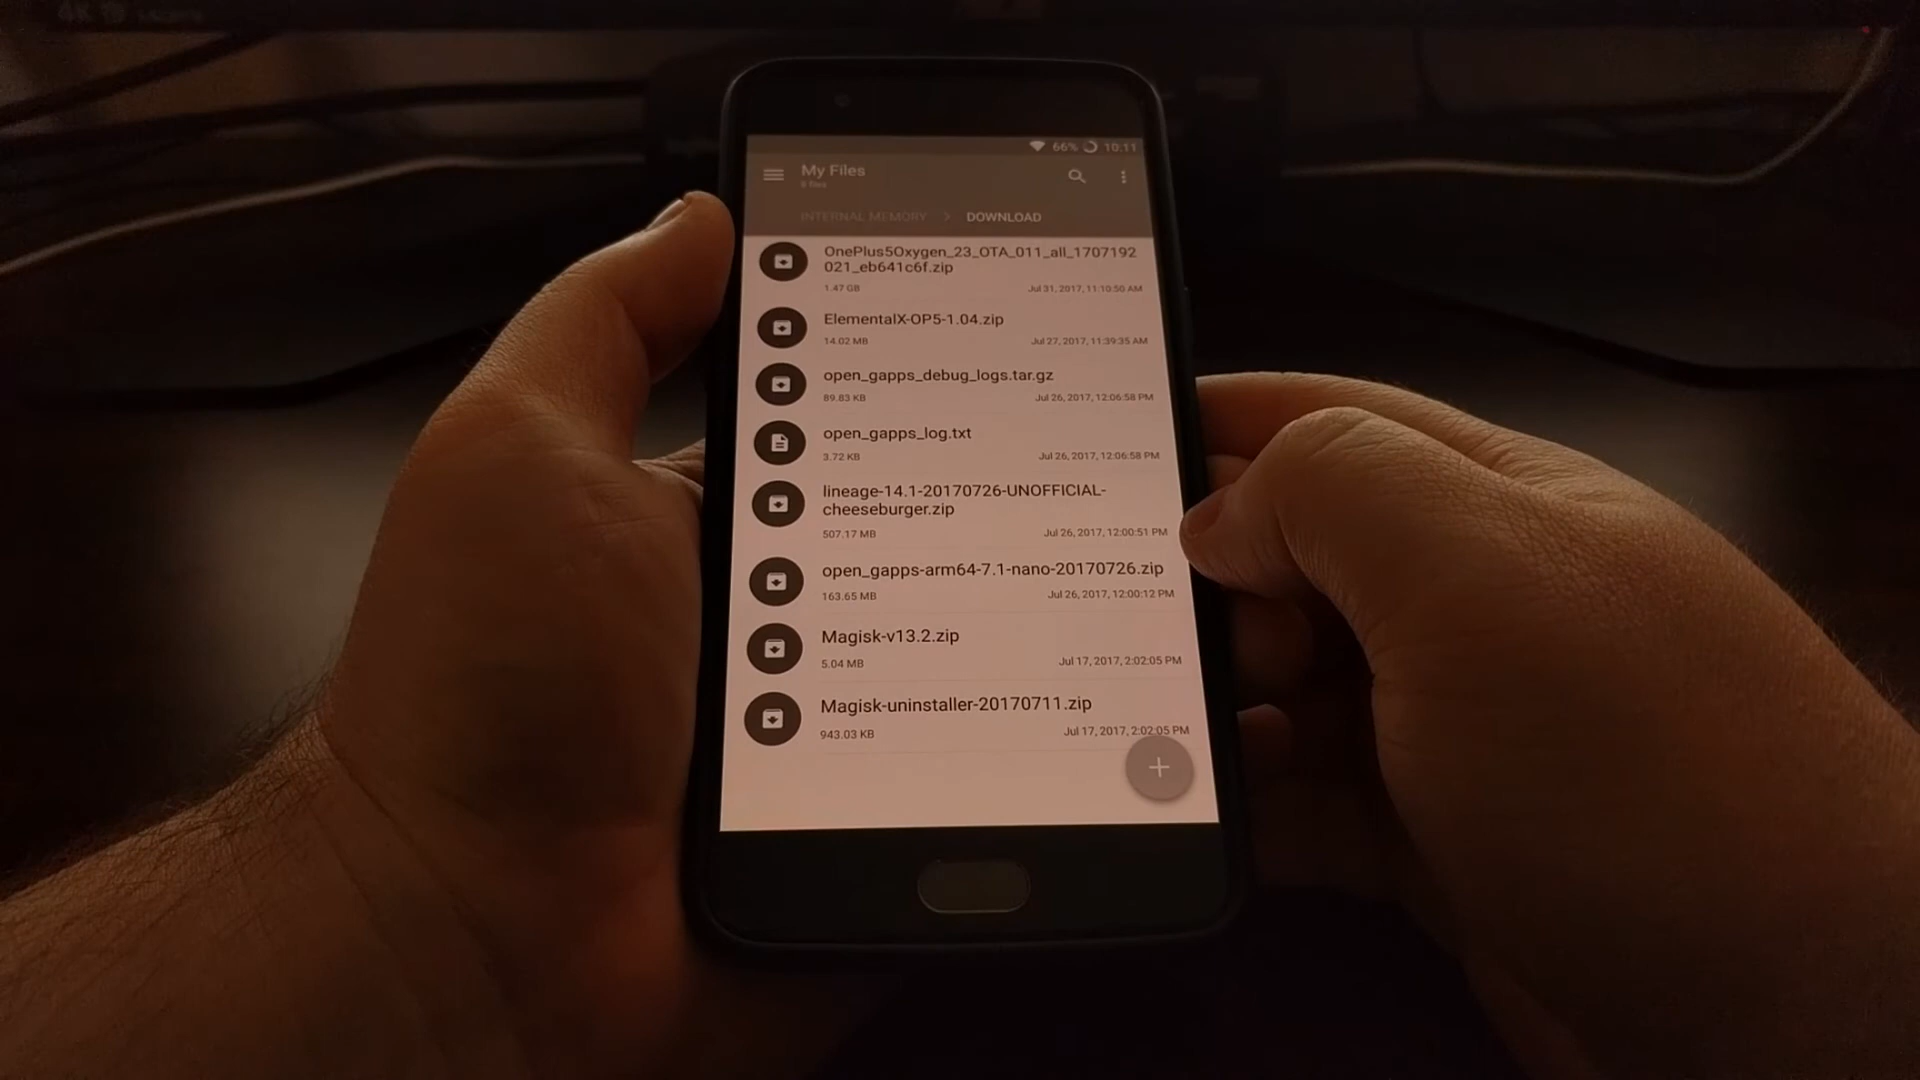 66% 10:11
My Files
8 files
INTERNAL MEMORY > DOWNLOAD
OnePlus5Oxygen_23_OTA_011_all_1707192
021_eb641c6f.zip
1.47 GB Jul 31, 2017, 11:10:50 AM
ElementalX-OP5-1.04.zip
14.02 MB Jul 27, 2017, 11:39:35 AM
open_gapps_debug_logs.tar.gz
89.83 KB Jul 26, 2017, 12:06:58 PM
open_gapps_log.txt
3.72 KB Jul 26, 2017, 12:06:58 PM
lineage-14.1-20170726-UNOFFICIAL-
cheeseburger.zip
507.17 MB Jul 26, 2017, 12:00:51 PM
open_gapps-arm64-7.1-nano-20170726.zip
163.65 MB Jul 26, 2017, 12:00:12 PM
Magisk-v13.2.zip
5.04 MB Jul 17, 2017, 2:02:05 PM
Magisk-uninstaller-20170711.zip
943.03 KB Jul 17, 2017, 2:02:05 PM